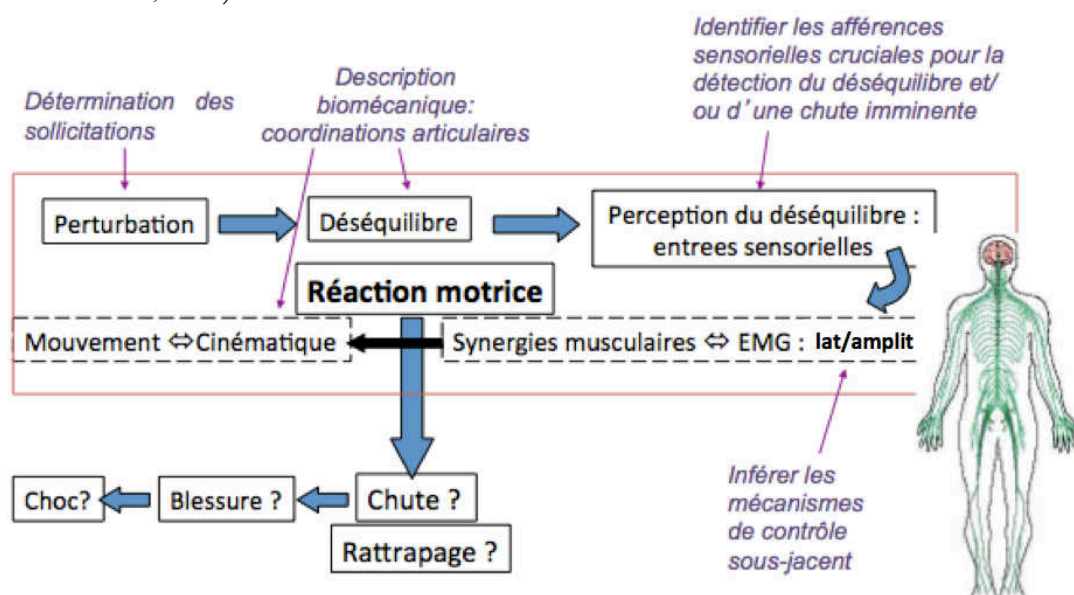 Identifier les afférences
sensorielles cruciales pour la
détection du déséquilibre et/
ou d'une chute imminente
Description
biomécanique:
coordinations articulaires
Détermination des
sollicitations
Perturbation
Déséquilibre
Perception du déséquilibre :
entrees sensorielles
Réaction motrice
Mouvement ⇔Cinématique
Synergies musculaires ⇔ EMG : lat/amplit
Inférer les
mécanismes
de contrôle
sous-jacent
Choc?
Blessure ?
Chute ?
Rattrapage ?